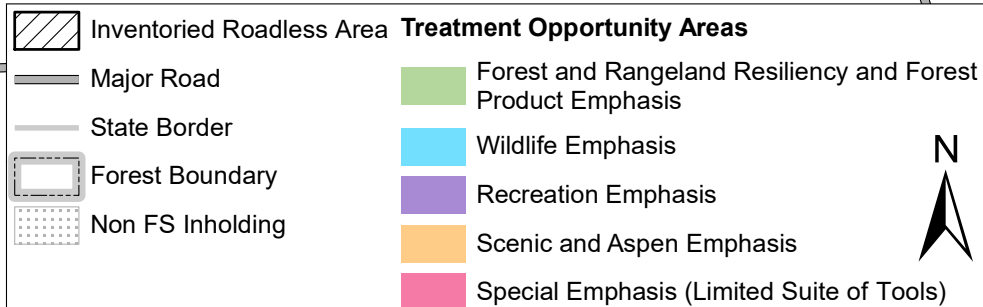 Inventoried Roadless Area
Major Road
State Border
Forest Boundary
Non FS Inholding
Treatment Opportunity Areas
Forest and Rangeland Resiliency and Forest
Product Emphasis
Wildlife Emphasis
Recreation Emphasis
Scenic and Aspen Emphasis
Special Emphasis (Limited Suite of Tools)
N